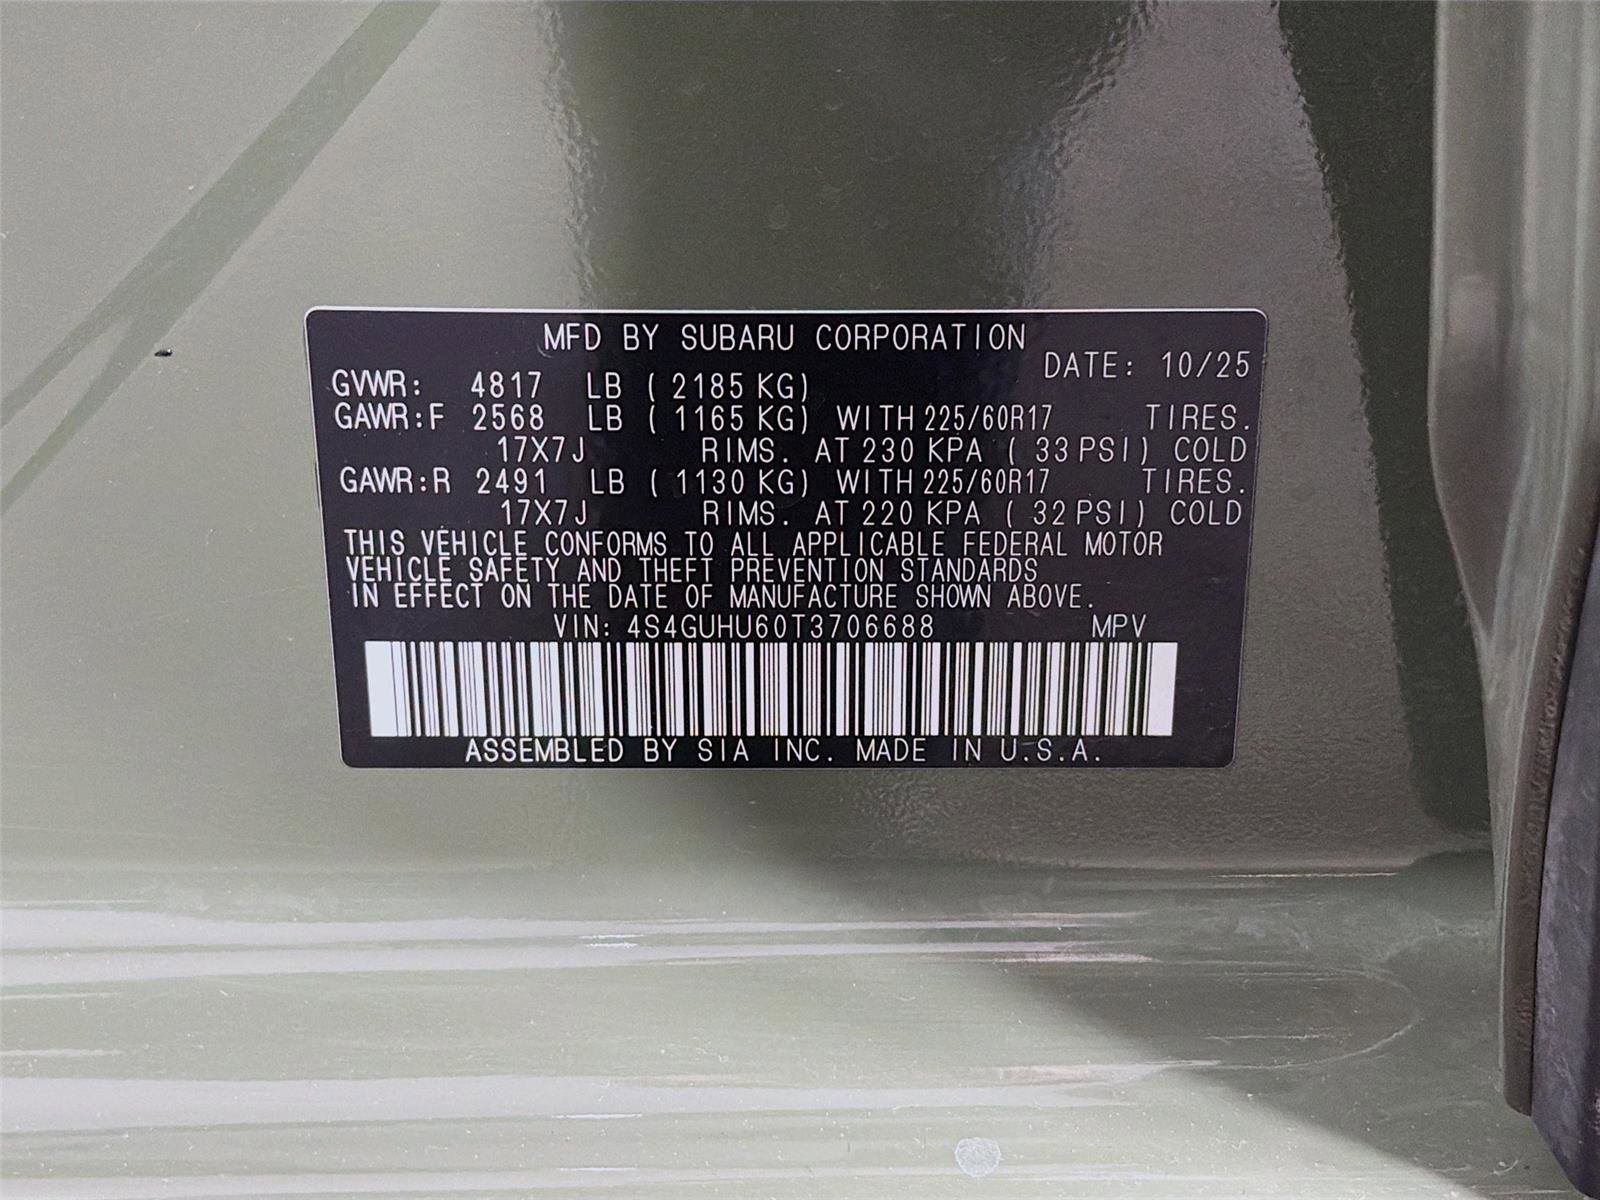 MFD BY SUBARU CORPORATION
DATE: 10/25
GVWR: 4817 LB ( 2185 KG)
GAWR:F 2568 LB ( 1165 KG) WITH 225/60R17 TIRES.
17X7J RIMS. AT 230 KPA ( 33 PSI) COLD
GAWR:R 2491 LB ( 1130 KG) WITH 225/60R17 TIRES.
17X7J RIMS. AT 220 KPA ( 32 PSI) COLD
THIS VEHICLE CONFORMS TO ALL APPLICABLE FEDERAL MOTOR
VEHICLE SAFETY AND THEFT PREVENTION STANDARDS
IN EFFECT ON THE DATE OF MANUFACTURE SHOWN ABOVE.
VIN: 4S4GUHU60T3706688 MPV
ASSEMBLED BY SIA INC. MADE IN U.S.A.